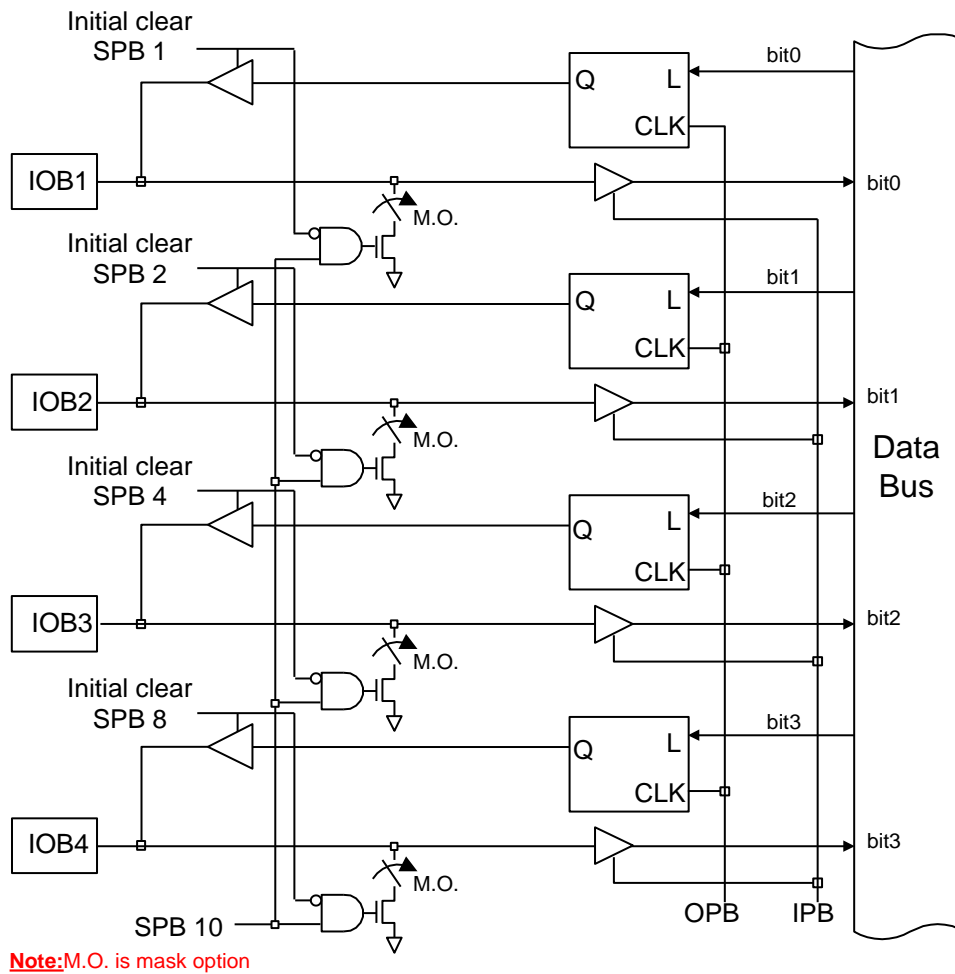 Initial clear
SPB 1
bit0
Q
L
CLK
IOB1
bit0
M.O.
Initial clear
SPB 2
bit1
Q
L
CLK
IOB2
bit1
M.O.
Data
Bus
Initial clear
SPB 4
bit2
Q
L
CLK
IOB3
bit2
M.O.
Initial clear
SPB 8
bit3
Q
L
CLK
IOB4
bit3
M.O.
SPB 10
OPB
IPB
Note:M.O. is mask option